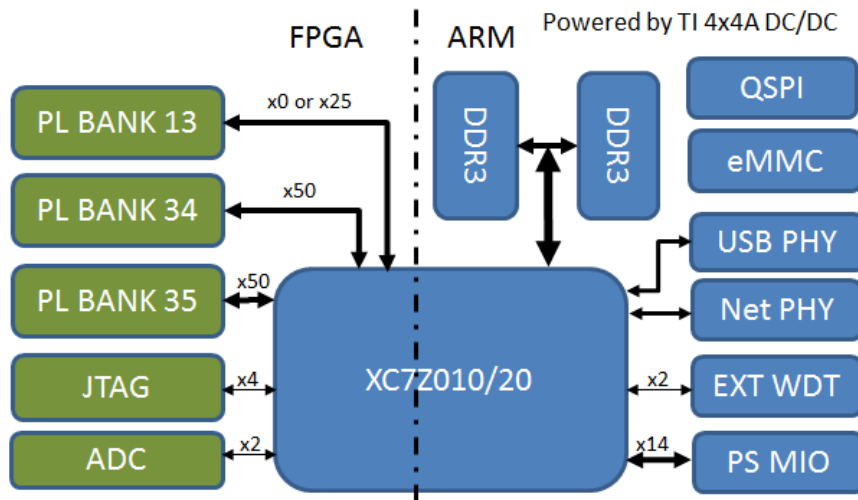 FPGA
ARM
Powered by TI 4x4A DC/DC
PL BANK 13
x0 or x25
DDR3
DDR3
QSPI
eMMC
PL BANK 34
x50
USB PHY
PL BANK 35
x50
Net PHY
XC7Z010/20
JTAG
x4
x2
EXT WDT
ADC
x2
x14
PS MIO